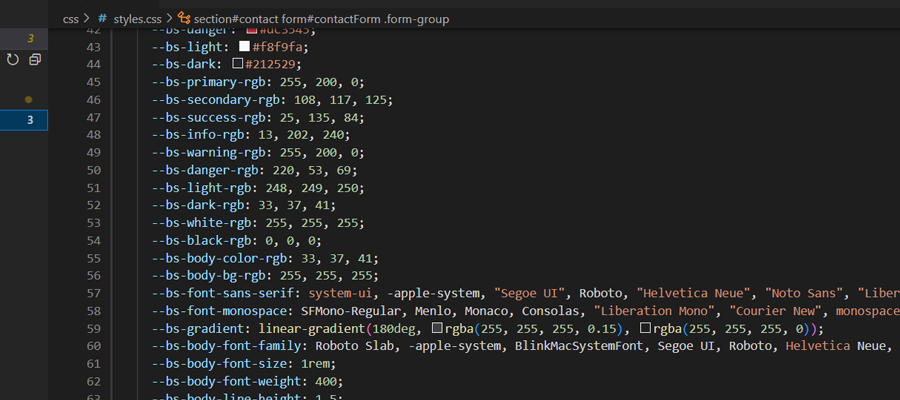 css > # styles.css > section#contact form#contactForm .form-group
3
3
42 --bs-danger: #dc3545;
43 --bs-light: #f8f9fa;
44 --bs-dark: #212529;
45 --bs-primary-rgb: 255, 200, 0;
46 --bs-secondary-rgb: 108, 117, 125;
47 --bs-success-rgb: 25, 135, 84;
48 --bs-info-rgb: 13, 202, 240;
49 --bs-warning-rgb: 255, 200, 0;
50 --bs-danger-rgb: 220, 53, 69;
51 --bs-light-rgb: 248, 249, 250;
52 --bs-dark-rgb: 33, 37, 41;
53 --bs-white-rgb: 255, 255, 255;
54 --bs-black-rgb: 0, 0, 0;
55 --bs-body-color-rgb: 33, 37, 41;
56 --bs-body-bg-rgb: 255, 255, 255;
57 --bs-font-sans-serif: system-ui, -apple-system, "Segoe UI", Roboto, "Helvetica Neue", "Noto Sans", "Liber
58 --bs-font-monospace: SFMono-Regular, Menlo, Monaco, Consolas, "Liberation Mono", "Courier New", monospace
59 --bs-gradient: linear-gradient(180deg, rgba(255, 255, 255, 0.15), rgba(255, 255, 255, 0));
60 --bs-body-font-family: Roboto Slab, -apple-system, BlinkMacSystemFont, Segoe UI, Roboto, Helvetica Neue,
61 --bs-body-font-size: 1rem;
62 --bs-body-font-weight: 400;
63 --bs-body-line-height: 1.5;